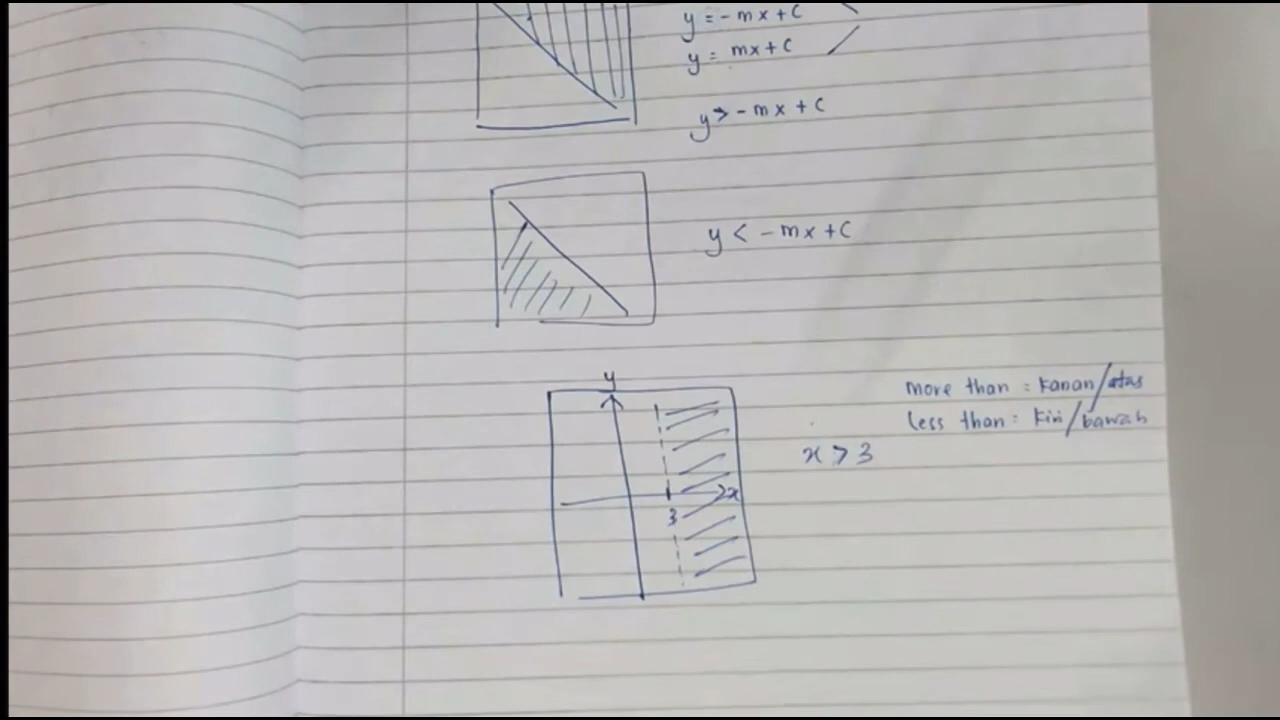 y = - mx + c
y = mx + c
y > - mx + c
y < - mx + c
y
more than : kanan/atas
less than : kiri/bawah
x > 3
x
3